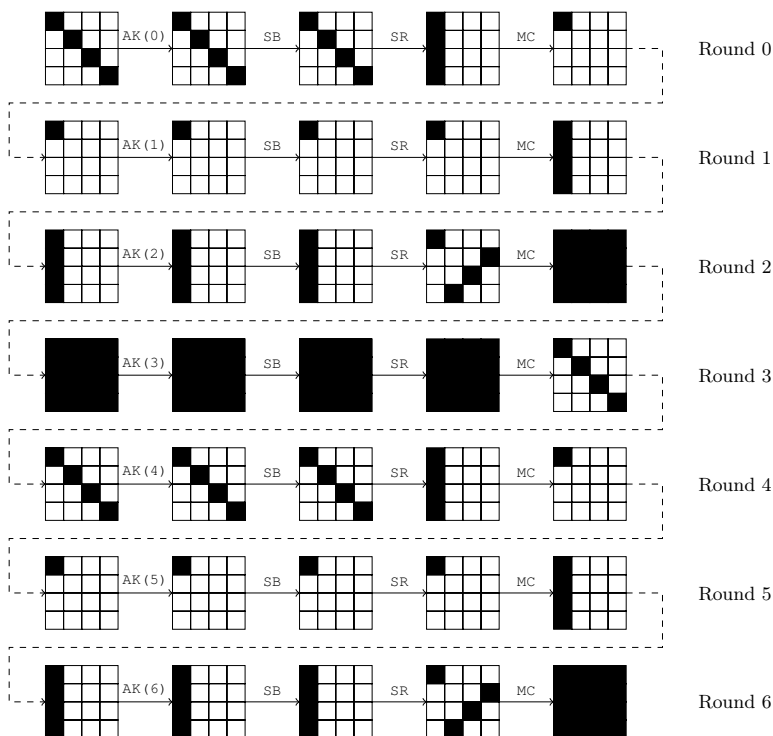 AK(0) SB SR MC Round 0
AK(1) SB SR MC Round 1
AK(2) SB SR MC Round 2
AK(3) SB SR MC Round 3
AK(4) SB SR MC Round 4
AK(5) SB SR MC Round 5
AK(6) SB SR MC Round 6